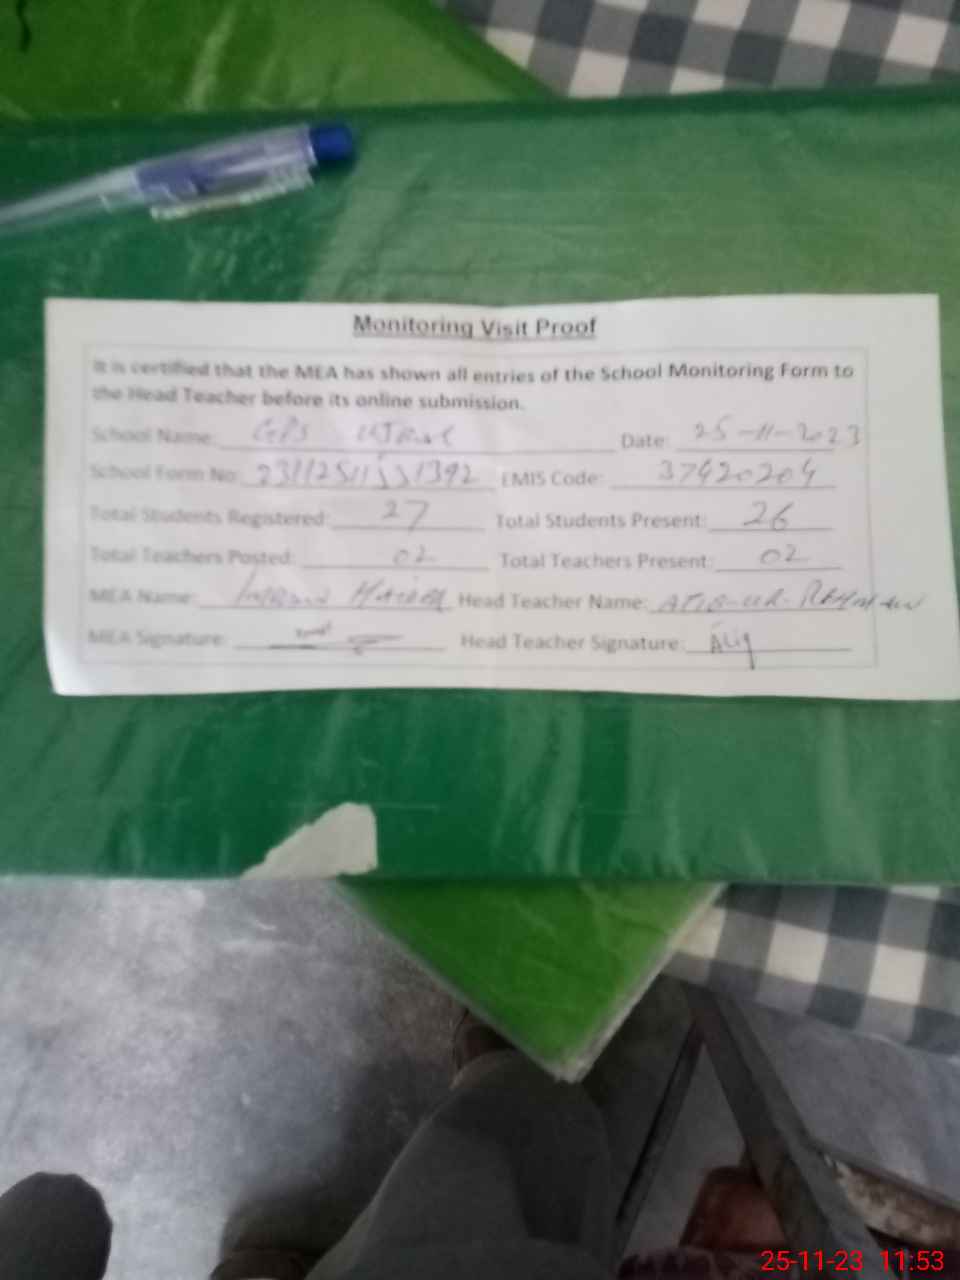 Monitoring Visit Proof
It is certified that the MEA has shown all entries of the School Monitoring Form to
the Head Teacher before its online submission.
School Name: GPS Date: 25-11-2023
School Form No: EMIS Code: 37420204
Total Students Registered: 27 Total Students Present: 26
Total Teachers Posted: 02 Total Teachers Present: 02
MEA Name: Head Teacher Name: ATIQ-UR-REHMAN
MEA Signature: Head Teacher Signature:
25-11-23 11:53